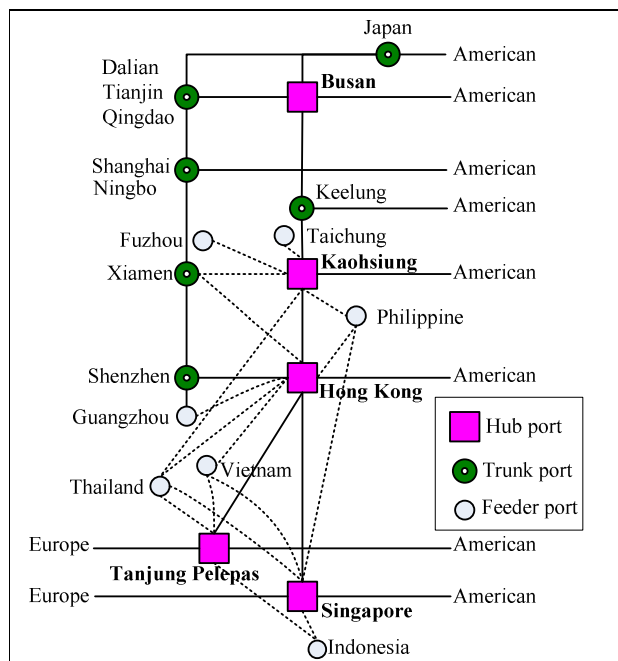 Japan
American
Dalian
Tianjin
Qingdao
Busan
American
Shanghai
Ningbo
American
Keelung
American
Fuzhou
Taichung
Kaohsiung
Xiamen
American
Philippine
Shenzhen
American
Hong Kong
Guangzhou
Hub port
Trunk port
Feeder port
Vietnam
Thailand
Europe
American
Tanjung Pelepas
Europe
American
Singapore
Indonesia